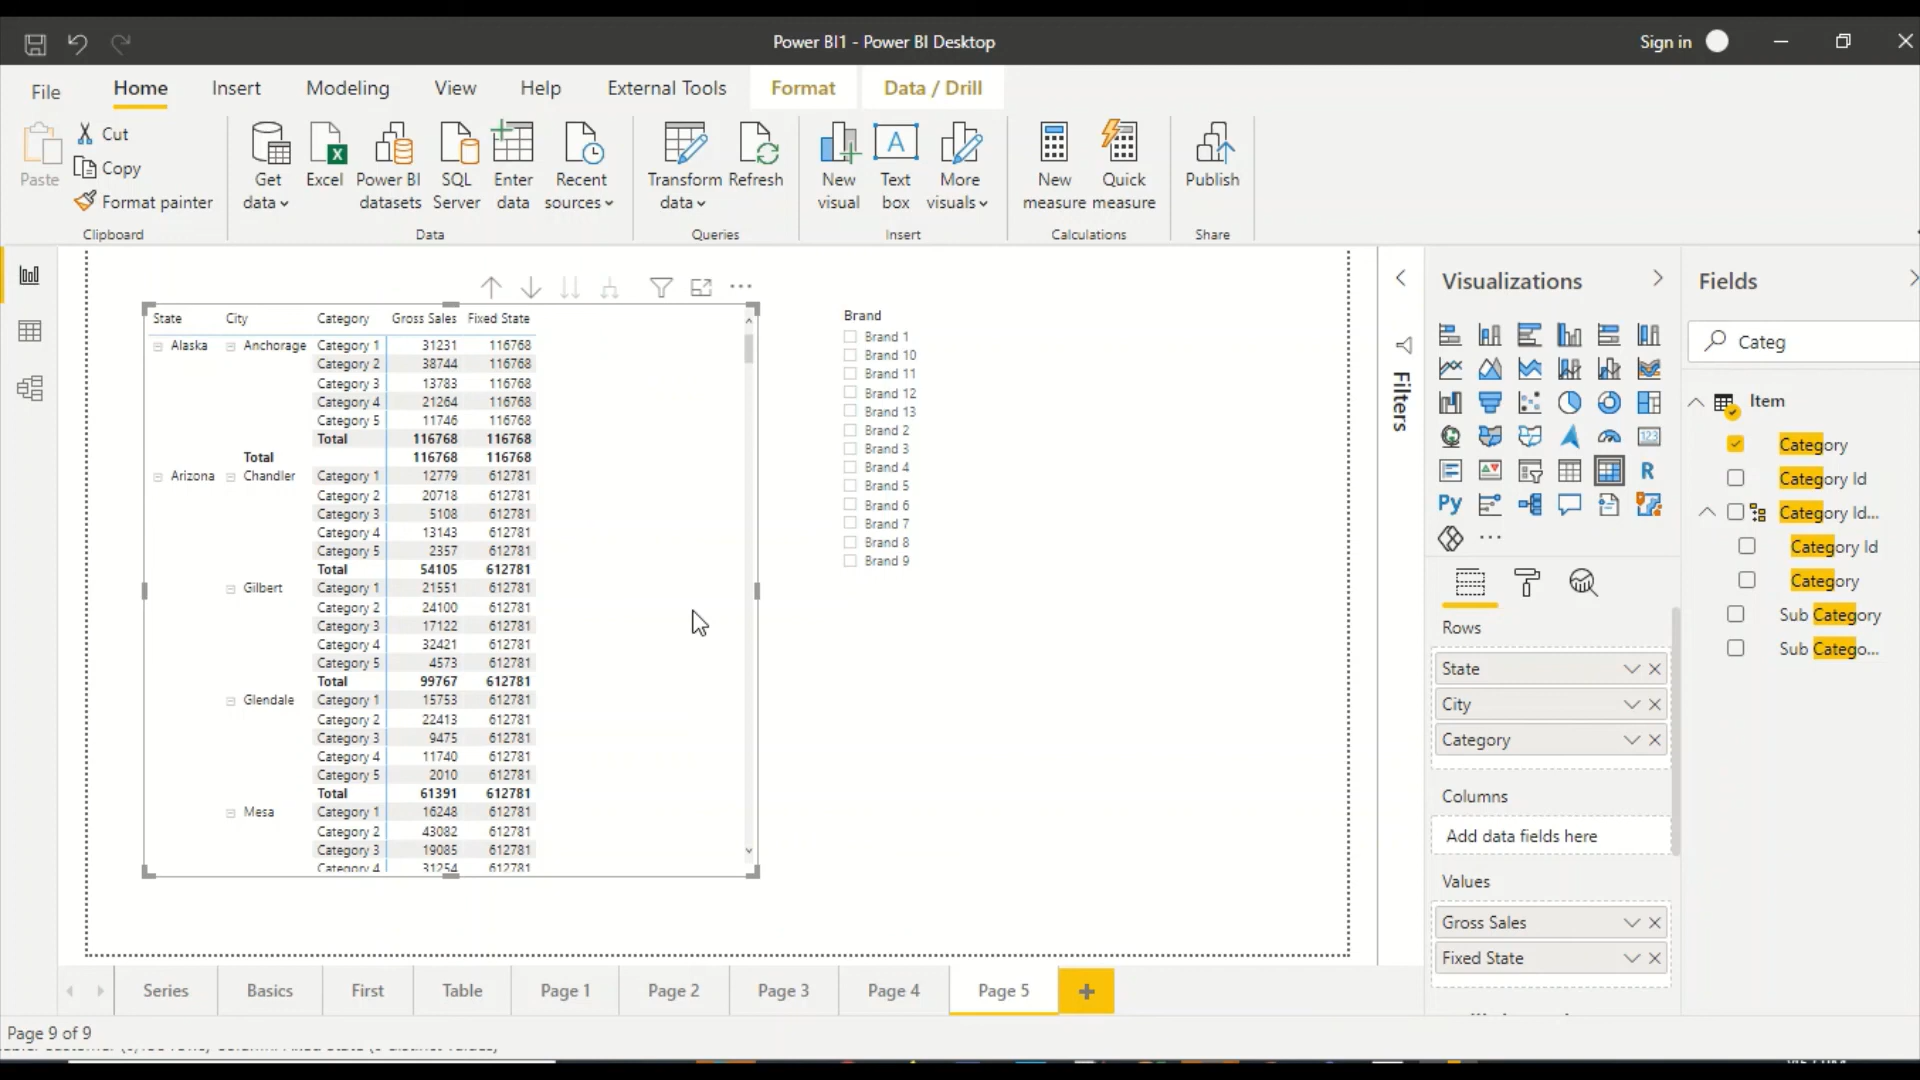 Power BI1 - Power BI Desktop
Sign in
File
Home
Insert
Modeling
View
Help
External Tools
Format
Data / Drill
Paste
Cut
Copy
Format painter
Clipboard
Get data
Excel
Power BI datasets
SQL Server
Enter data
Recent sources
Data
Transform data
Refresh
Queries
New visual
Text box
More visuals
Insert
New measure
Quick measure
Calculations
Publish
Share
State City Category Gross Sales Fixed State
Alaska Anchorage Category 1 31231 116768
Category 2 38744 116768
Category 3 13783 116768
Category 4 21264 116768
Category 5 11746 116768
Total 116768 116768
Total 116768 116768
Arizona Chandler Category 1 12779 612781
Category 2 20718 612781
Category 3 5108 612781
Category 4 13143 612781
Category 5 2357 612781
Total 54105 612781
Gilbert Category 1 21551 612781
Category 2 24100 612781
Category 3 17122 612781
Category 4 32421 612781
Category 5 4573 612781
Total 99767 612781
Glendale Category 1 15753 612781
Category 2 22413 612781
Category 3 9475 612781
Category 4 11740 612781
Category 5 2010 612781
Total 61391 612781
Mesa Category 1 16248 612781
Category 2 43082 612781
Category 3 19085 612781
Category 4 31254 612781
Brand
Brand 1
Brand 10
Brand 11
Brand 12
Brand 13
Brand 2
Brand 3
Brand 4
Brand 5
Brand 6
Brand 7
Brand 8
Brand 9
Filters
Visualizations
123
R
Py
Rows
State
City
Category
Columns
Add data fields here
Values
Gross Sales
Fixed State
Fields
Categ
Item
Category
Category Id
Category Id...
Category Id
Category
Sub Category
Sub Catego...
Series
Basics
First
Table
Page 1
Page 2
Page 3
Page 4
Page 5
Page 9 of 9